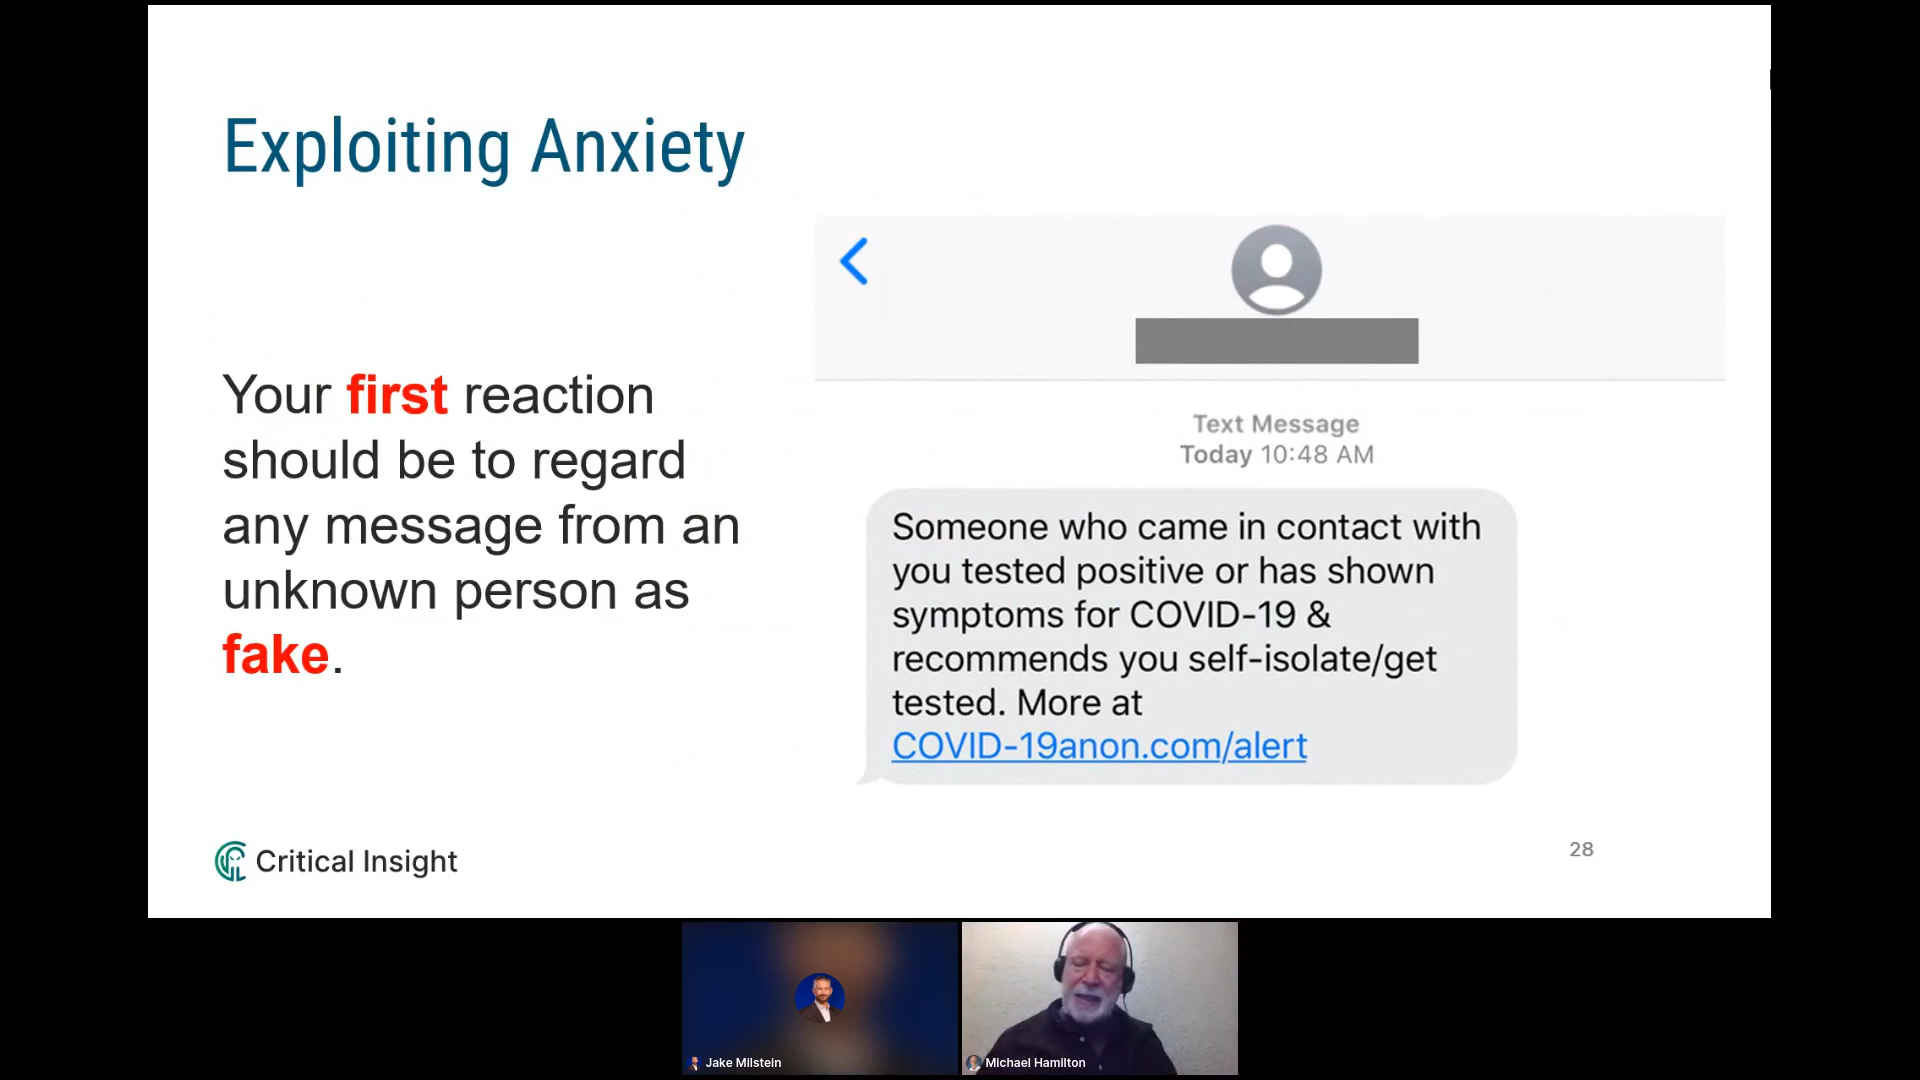 Exploiting Anxiety
Your first reaction
should be to regard
any message from an
unknown person as
fake.
Text Message
Today 10:48 AM
Someone who came in contact with
you tested positive or has shown
symptoms for COVID-19 &
recommends you self-isolate/get
tested. More at
COVID-19anon.com/alert
Critical Insight
28
Jake Milstein
Michael Hamilton